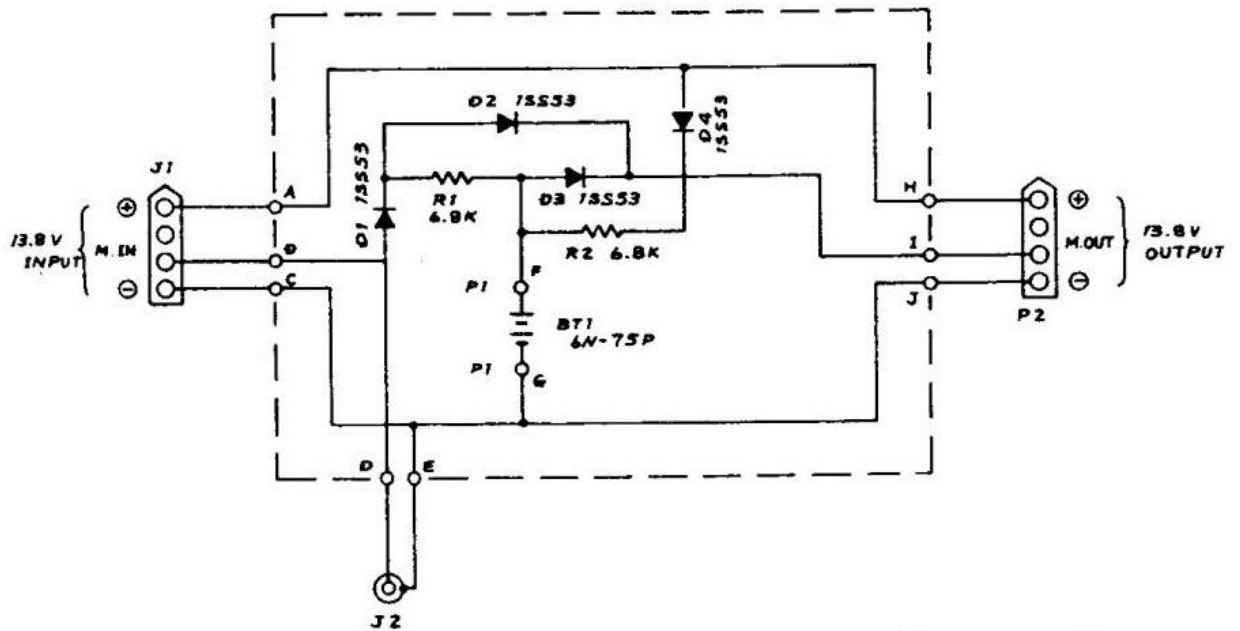 D2 1SS53
D4
1SS53
J1
D1 1SS53
A
R1
6.8K
D3 1SS53
H
13.8V
INPUT
⊕
M.IN
⊖
D
C
R2 6.8K
I
J
⊕
M.OUT
⊖
13.8V
OUTPUT
P2
F
P1
BT1
6N-75P
P1
G
D
E
J2